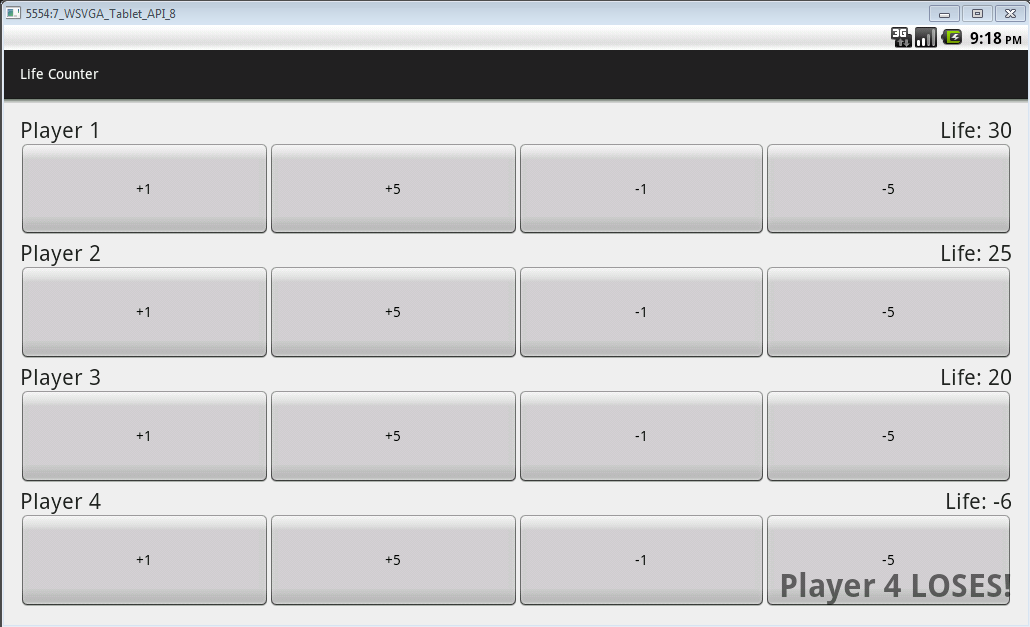 5554:7_WSVGA_Tablet_API_8
3G 9:18 PM
Life Counter
Player 1 Life: 30
+1 +5 -1 -5
Player 2 Life: 25
+1 +5 -1 -5
Player 3 Life: 20
+1 +5 -1 -5
Player 4 Life: -6
+1 +5 -1 -5
Player 4 LOSES!